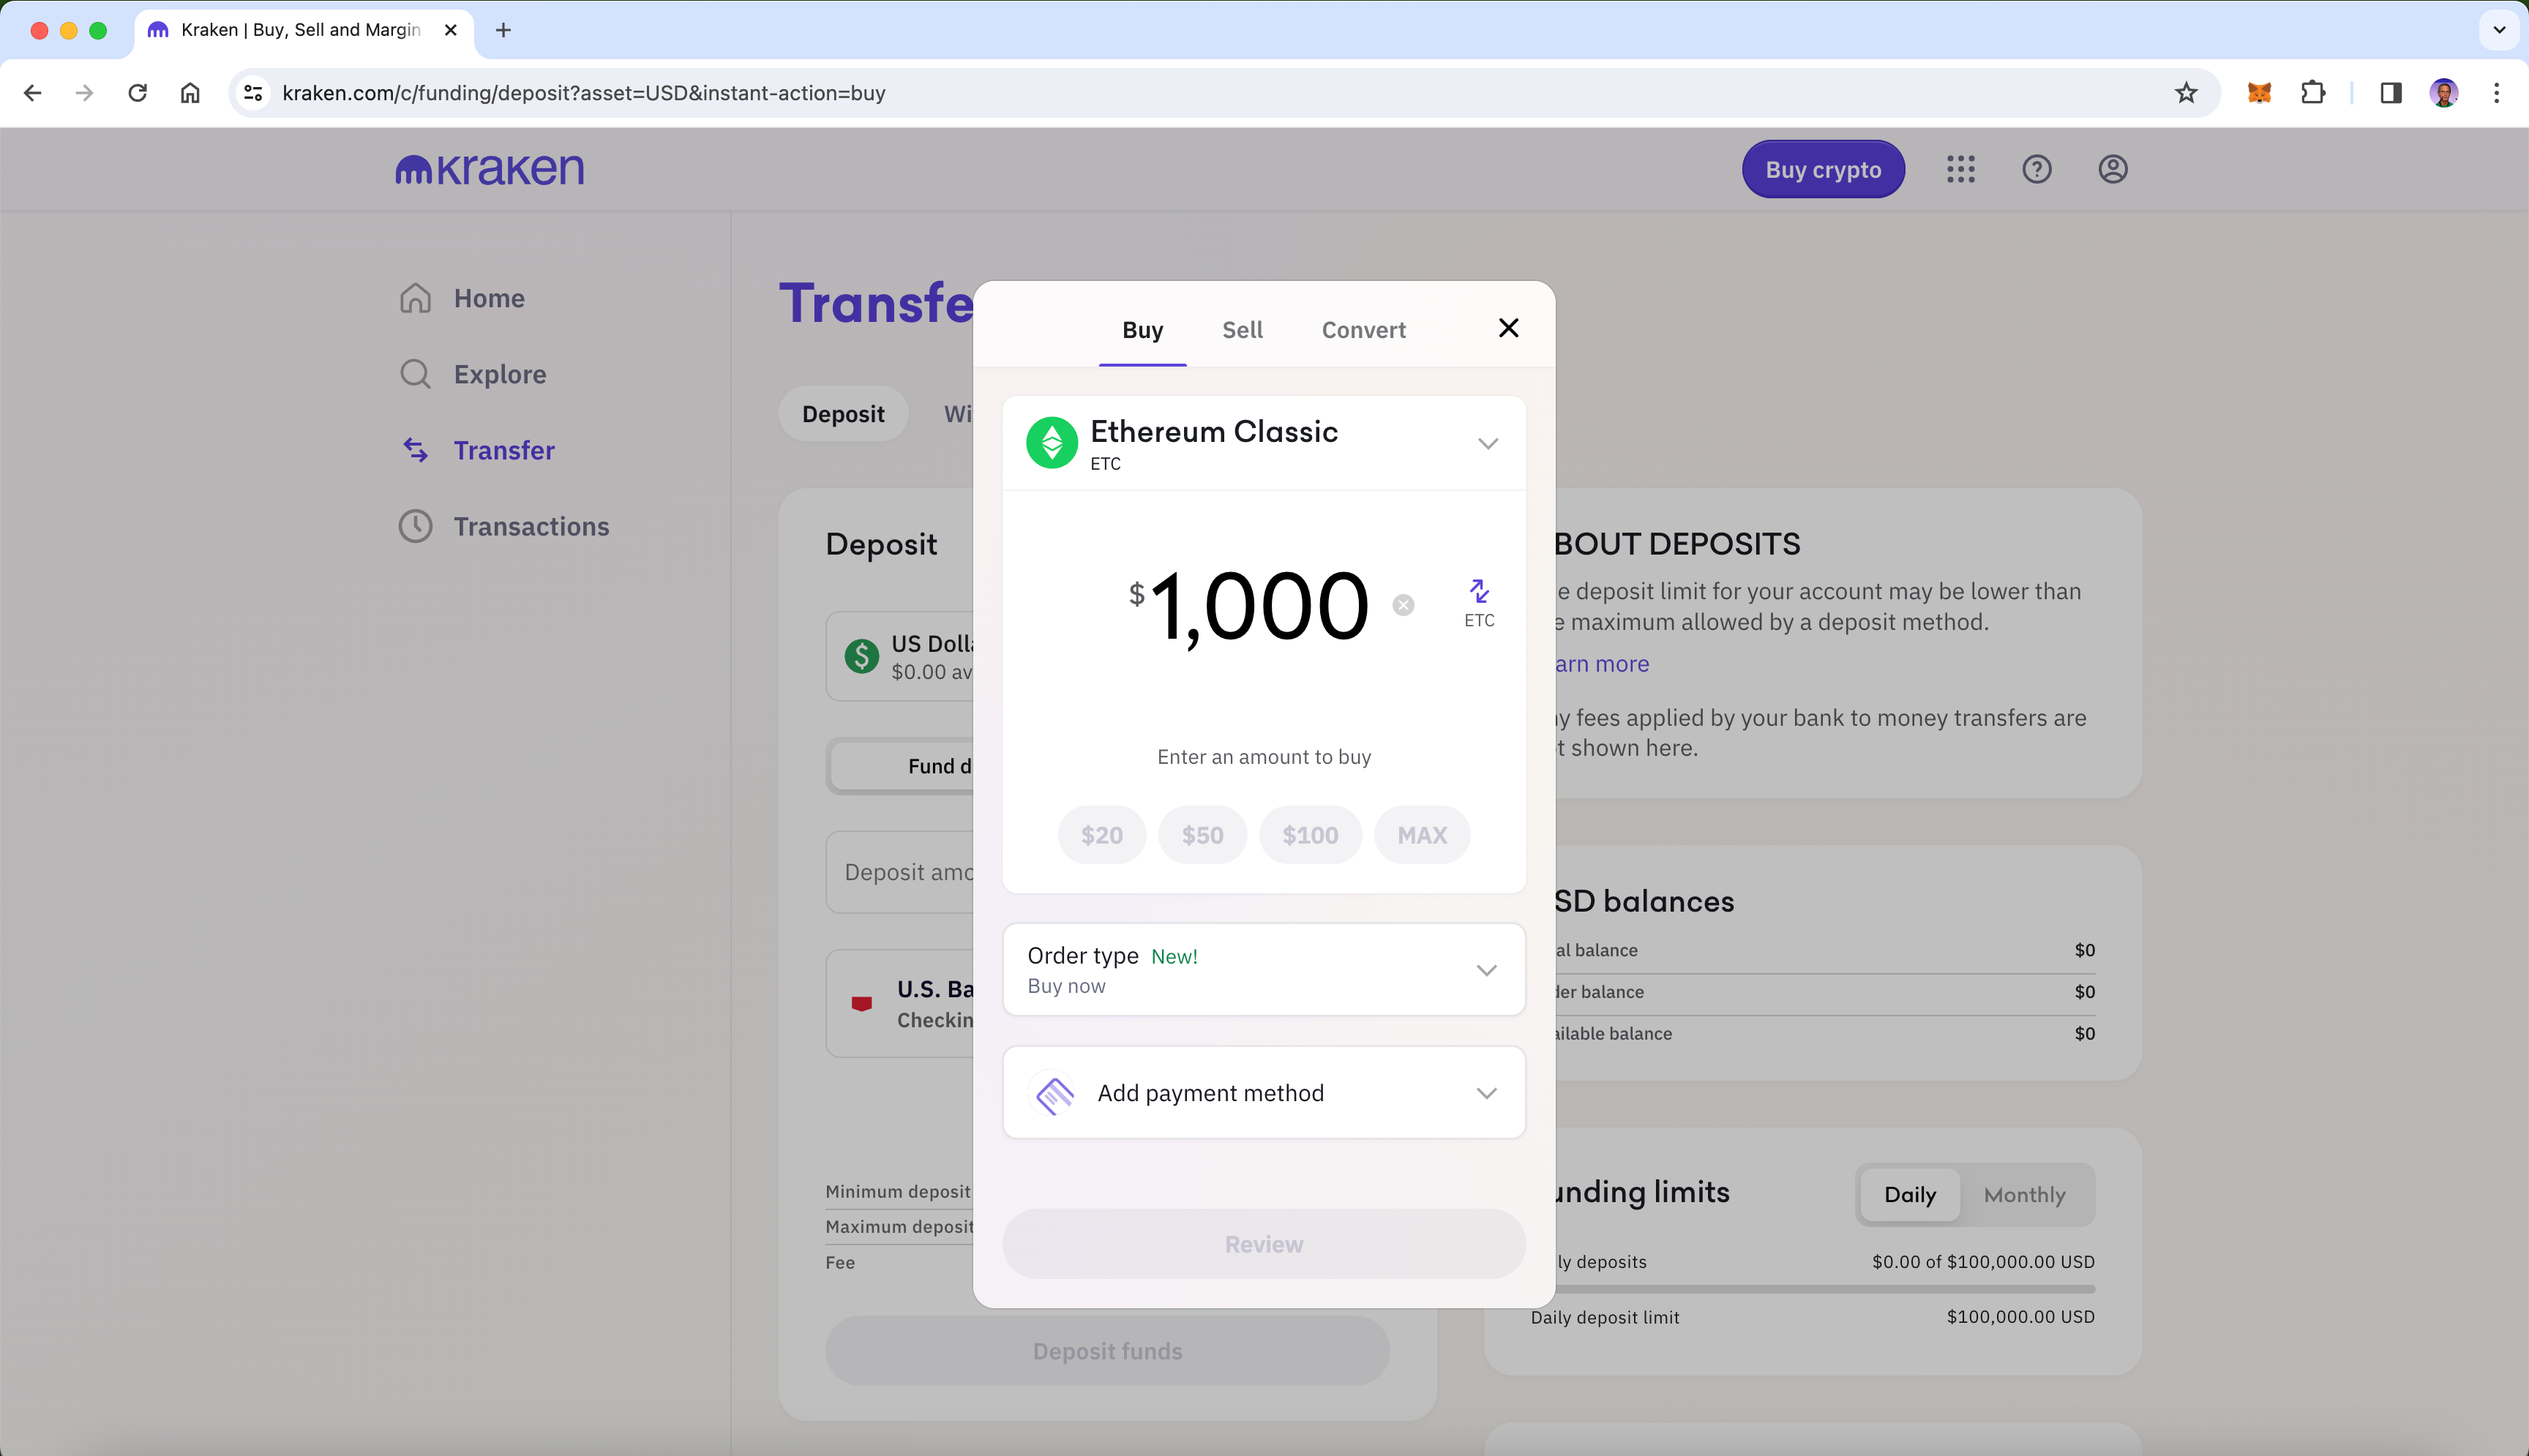 Kraken | Buy, Sell and Margin
kraken.com/c/funding/deposit?asset=USD&instant-action=buy
kraken
Buy crypto
Home
Explore
Transfer
Transactions
Transfe
Deposit
Wi
Buy
Sell
Convert
Ethereum Classic
ETC
$1,000
ETC
Enter an amount to buy
$20
$50
$100
MAX
Order type New!
Buy now
Add payment method
Review
Deposit
US Dolla
$0.00 av
Fund d
Deposit amo
U.S. Ba
Checkin
Minimum deposit
Maximum deposit
Fee
Deposit funds
BOUT DEPOSITS
e deposit limit for your account may be lower than
e maximum allowed by a deposit method.
arn more
y fees applied by your bank to money transfers are
t shown here.
SD balances
al balance $0
der balance $0
ailable balance $0
unding limits
Daily
Monthly
ly deposits $0.00 of $100,000.00 USD
Daily deposit limit $100,000.00 USD